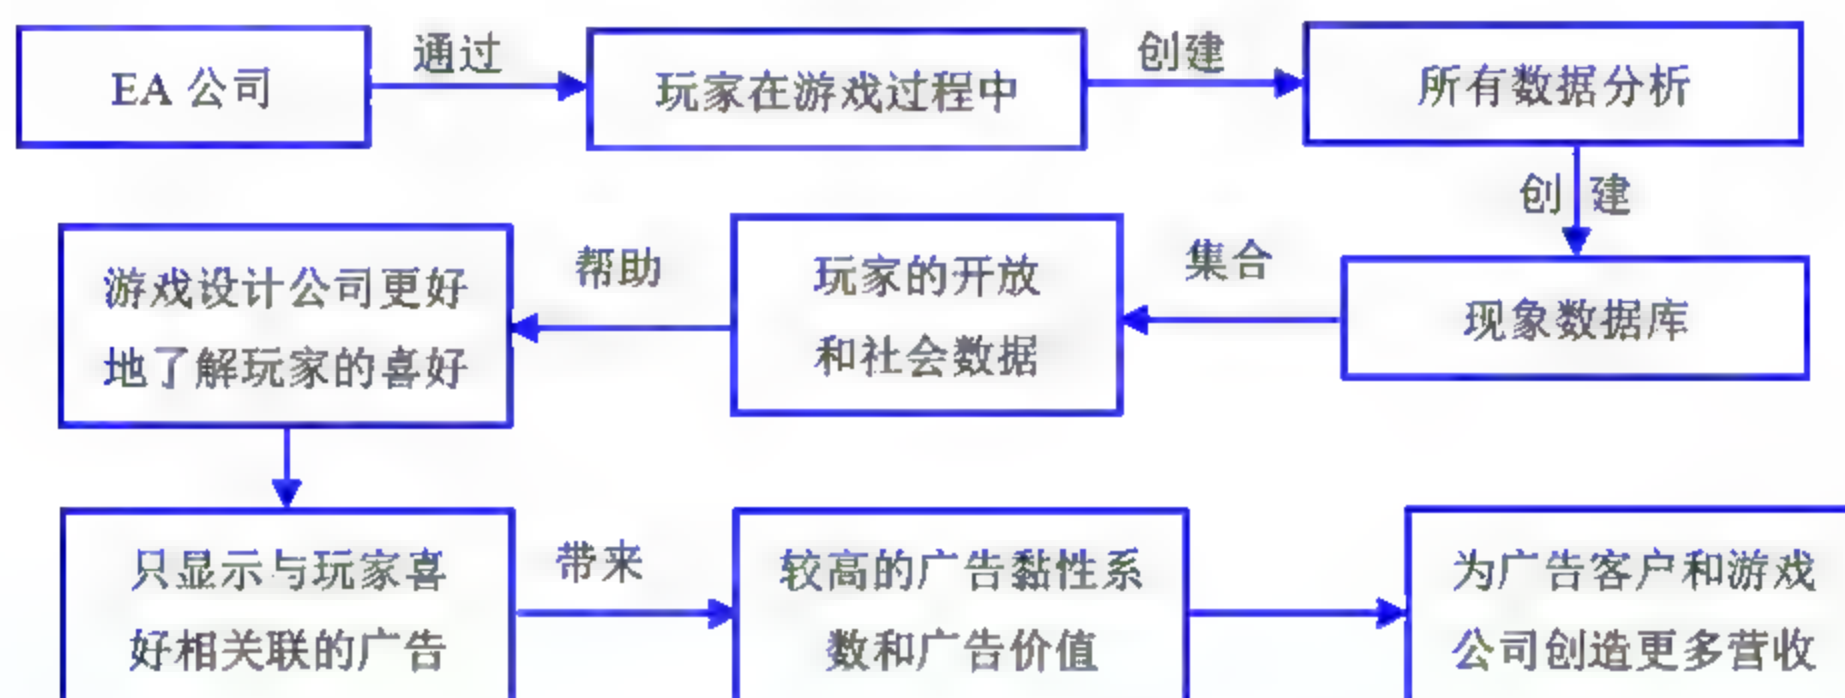 EA 公司
通过
玩家在游戏过程中
创建
所有数据分析
创 建
现象数据库
集合
玩家的开放
和社会数据
帮助
游戏设计公司更好
地了解玩家的喜好
只显示与玩家喜
好相关联的广告
带来
较高的广告黏性系
数和广告价值
为广告客户和游戏
公司创造更多营收